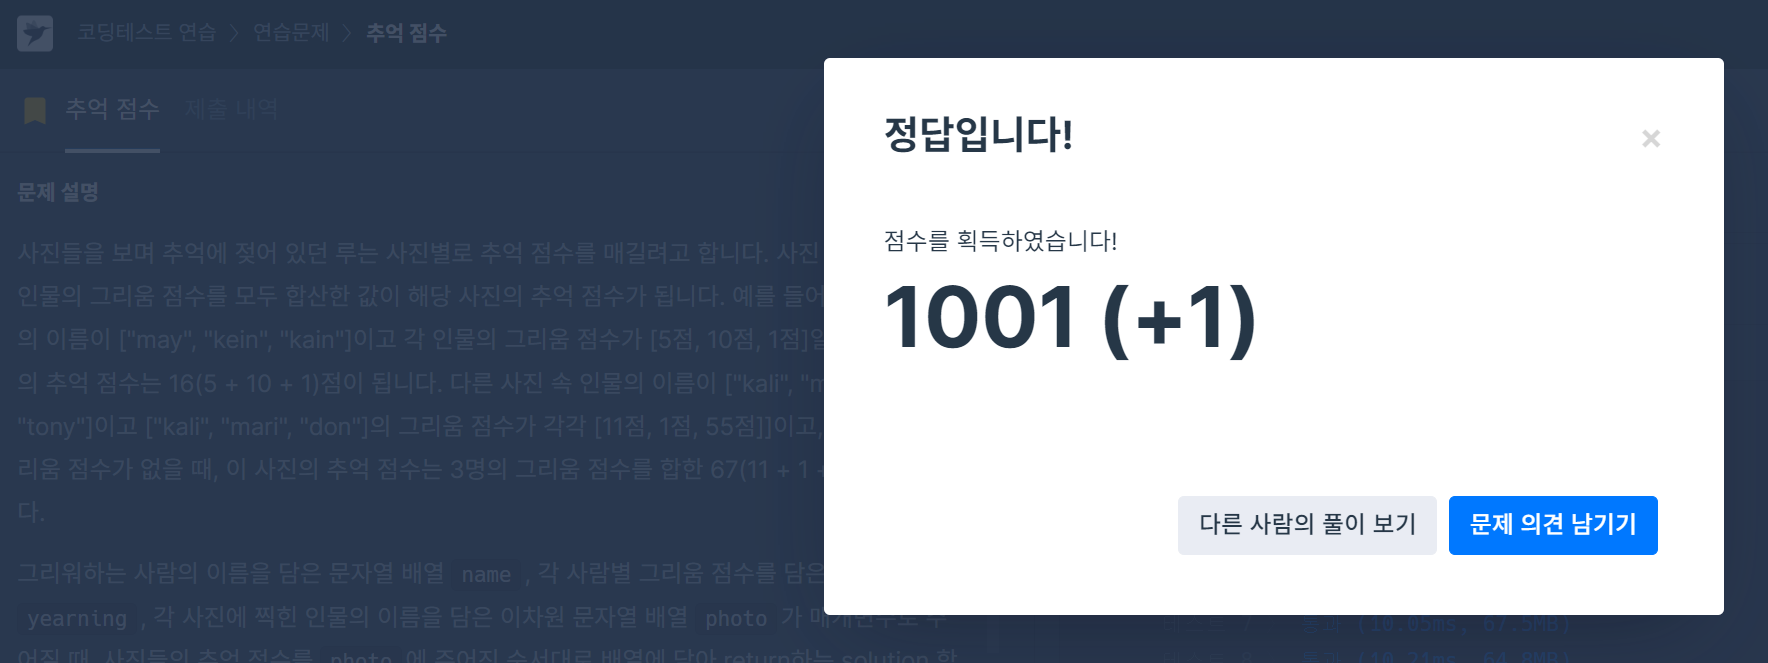 코딩테스트 연습 > 연습문제 > 추억 점수
추억 점수 제출 내역
문제 설명
사진들을 보며 추억에 젖어 있던 루는 사진별로 추억 점수를 매길려고 합니다. 사진
인물의 그리움 점수를 모두 합산한 값이 해당 사진의 추억 점수가 됩니다. 예를 들어
의 이름이 ["may", "kein", "kain"]이고 각 인물의 그리움 점수가 [5점, 10점, 1점]일
의 추억 점수는 16(5 + 10 + 1)점이 됩니다. 다른 사진 속 인물의 이름이 ["kali", "m
"tony"]이고 ["kali", "mari", "don"]의 그리움 점수가 각각 [11점, 1점, 55점]]이고,
리움 점수가 없을 때, 이 사진의 추억 점수는 3명의 그리움 점수를 합한 67(11 + 1 +
다.
그리워하는 사람의 이름을 담은 문자열 배열 name, 각 사람별 그리움 점수를 담은
yearning, 각 사진에 찍힌 인물의 이름을 담은 이차원 문자열 배열 photo가 매개변수로 주
어질 때, 사진들의 추억 점수를 photo에 주어진 순서대로 배열에 담아 return하는 solution 함
정답입니다!
×
점수를 획득하였습니다!
1001 (+1)
다른 사람의 풀이 보기
문제 의견 남기기
통과 (10.05ms, 67.5MB)
통과 (10.21ms, 64.8MB)